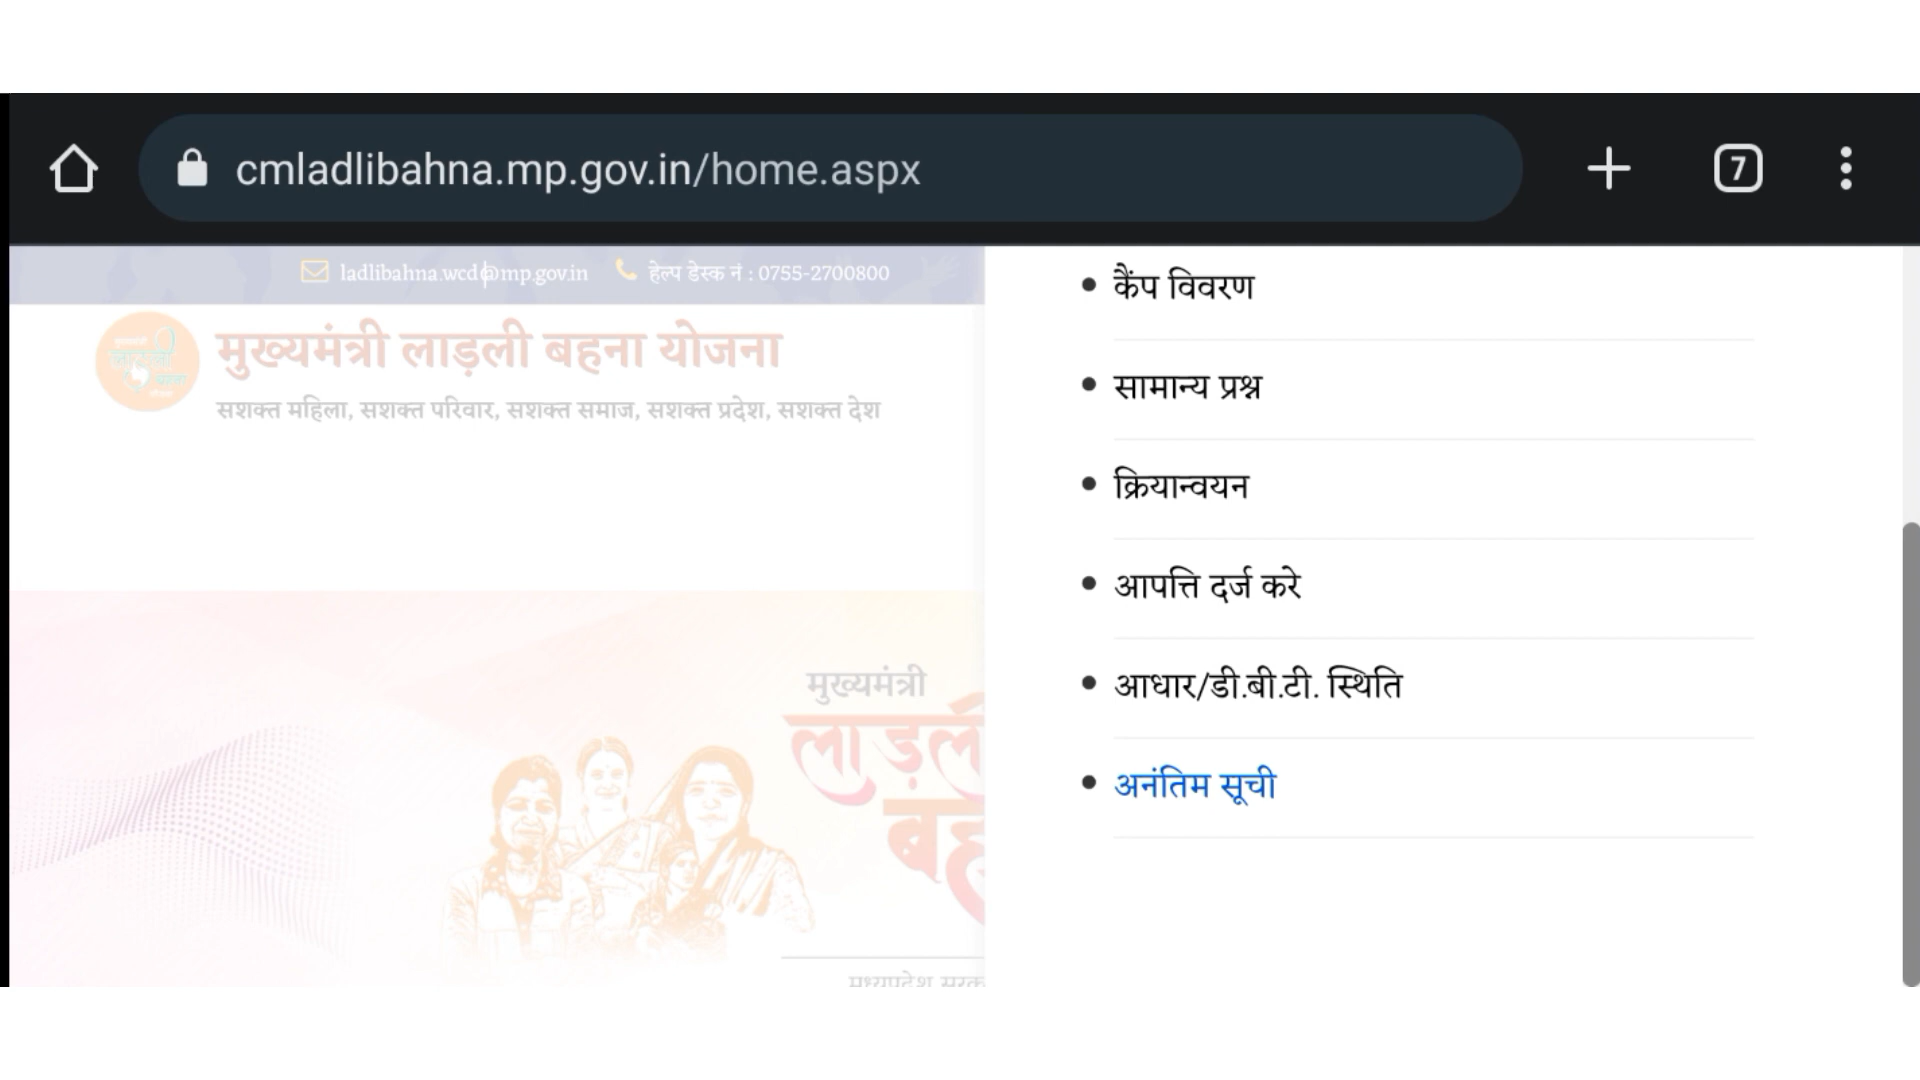 cmladlibahna.mp.gov.in/home.aspx
7
ladlibahna.wcd@mp.gov.in हेल्प डेस्क नं : 0755-2700800
मुख्यमंत्री लाड़ली बहना योजना
सशक्त महिला, सशक्त परिवार, सशक्त समाज, सशक्त प्रदेश, सशक्त देश
मुख्यमंत्री
कैंप विवरण
सामान्य प्रश्न
क्रियान्वयन
आपत्ति दर्ज करे
आधार/डी.बी.टी. स्थिति
अनंतिम सूची